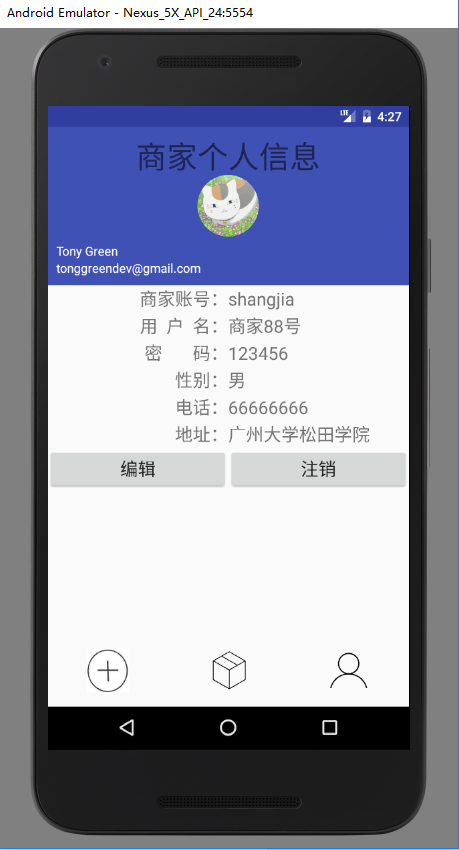 Android Emulator - Nexus_5X_API_24:5554
LTE 4:27
商家个人信息
Tony Green
tonggreendev@gmail.com
商家账号：shangjia
用 户 名：商家88号
密 码：123456
性别：男
电话：66666666
地址：广州大学松田学院
编辑 注销